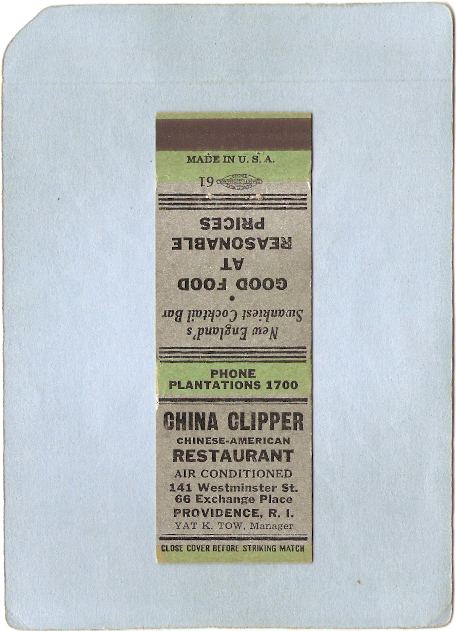 MADE IN U. S. A.
61
New England's
Swankiest Cocktail Bar
•
GOOD FOOD
AT
REASONABLE
PRICES
PHONE
PLANTATIONS 1700
CHINA CLIPPER
CHINESE-AMERICAN
RESTAURANT
AIR CONDITIONED
141 Westminster St.
66 Exchange Place
PROVIDENCE, R. I.
YAT K. TOW, Manager
CLOSE COVER BEFORE STRIKING MATCH